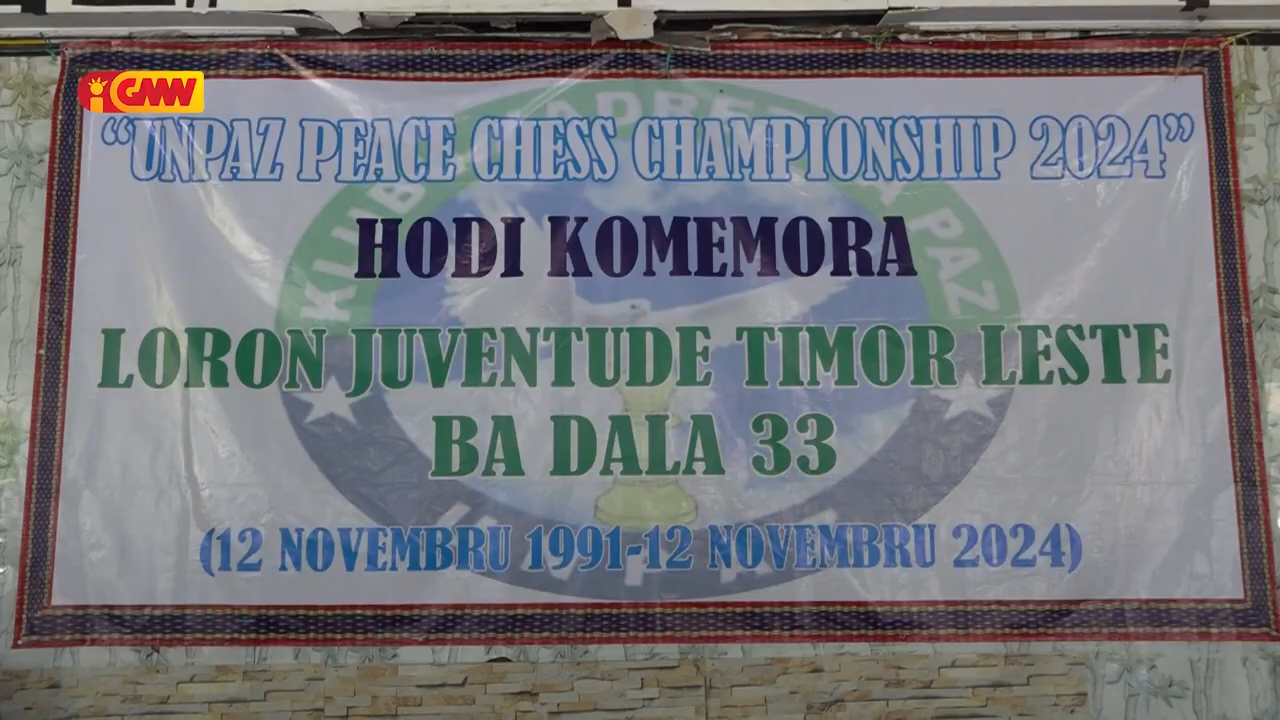 GMN
"UNPAZ PEACE CHESS CHAMPIONSHIP 2024"
HODI KOMEMORA
LORON JUVENTUDE TIMOR LESTE
BA DALA 33
(12 NOVEMBRU 1991-12 NOVEMBRU 2024)
PAZ